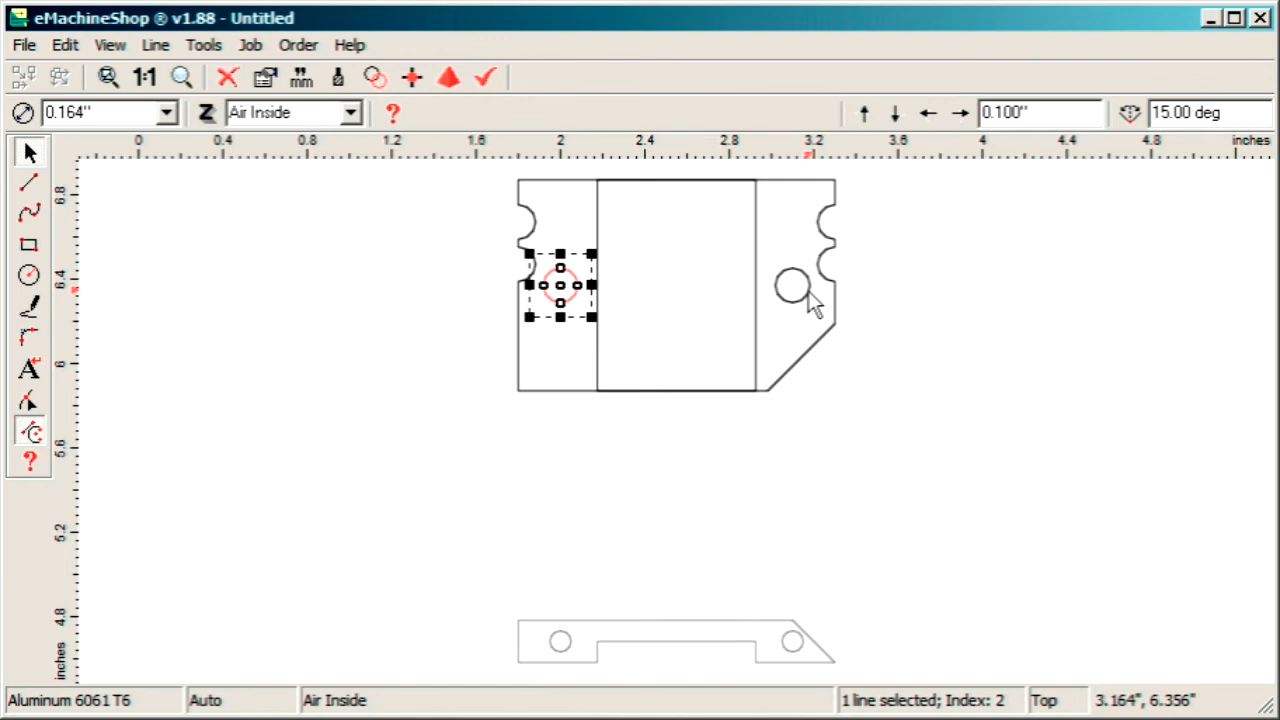 eMachineShop ® v1.88 - Untitled
File Edit View Line Tools Job Order Help
1:1 mm
0.164" Z Air Inside ? 0.100" 15.00 deg
0 0.4 0.8 1.2 1.6 2 2.4 2.8 3.2 3.6 4 4.4 4.8 inches
6.8
6.4
6
5.6
5.2
4.8
inches
A
?
Aluminum 6061 T6 Auto Air Inside 1 line selected; Index: 2 Top 3.164", 6.356"